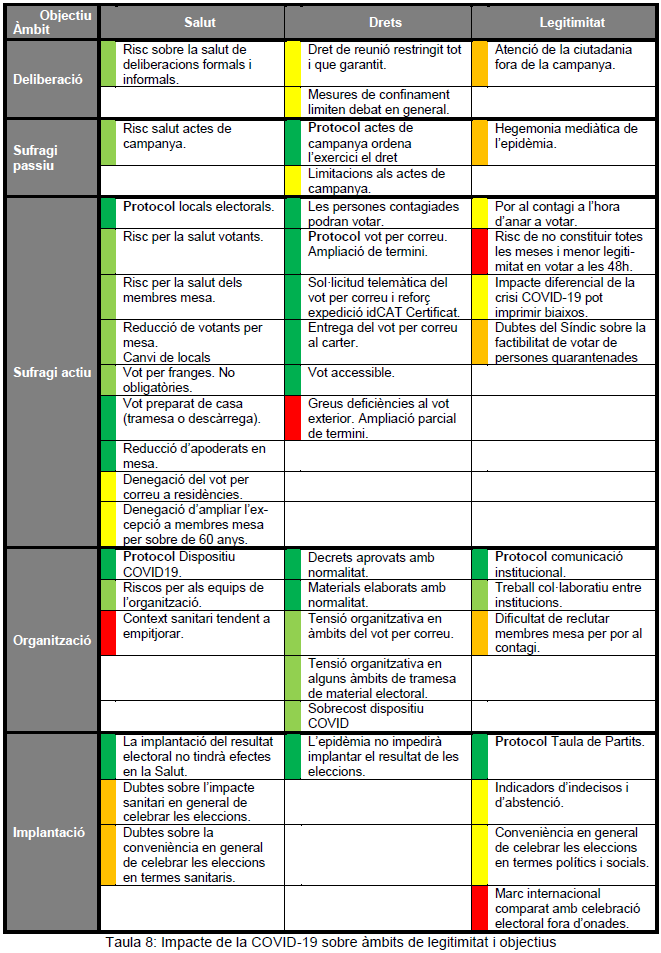 Objectiu
Àmbit
Salut
Drets
Legitimitat
Deliberació
Risc sobre la salut de
deliberacions formals i
informals.
Dret de reunió restringit tot
i que garantit.
Atenció de la ciutadania
fora de la campanya.
Mesures de confinament
limiten debat en general.
Sufragi
passiu
Risc salut actes de
campanya.
Protocol actes de
campanya ordena
l’exercici el dret
Hegemonia mediàtica de
l’epidèmia.
Limitacions als actes de
campanya.
Sufragi actiu
Protocol locals electorals.
Les persones contagiades
podran votar.
Por al contagi a l’hora
d’anar a votar.
Risc per la salut votants.
Protocol vot per correu.
Ampliació de termini.
Risc de no constituir totes
les meses i menor legiti-
mitat en votar a les 48h.
Risc per la salut dels
membres mesa.
Sol·licitud telemàtica del
vot per correu i reforç
expedició idCAT Certificat.
Impacte diferencial de la
crisi COVID-19 pot
imprimir biaixos.
Reducció de votants per
mesa.
Canvi de locals
Entrega del vot per correu
al carter.
Dubtes del Síndic sobre la
factibilitat de votar de
persones quarantenades
Vot per franges. No
obligatòries.
Vot accessible.
Vot preparat de casa
(tramesa o descàrrega).
Greus deficiències al vot
exterior. Ampliació parcial
de termini.
Reducció d’apoderats en
mesa.
Denegació del vot per
correu a residències.
Denegació d’ampliar l’ex-
cepció a membres mesa
per sobre de 60 anys.
Organització
Protocol Dispositiu
COVID19.
Decrets aprovats amb
normalitat.
Protocol comunicació
institucional.
Riscos per als equips de
l’organització.
Materials elaborats amb
normalitat.
Treball col·laboratiu entre
institucions.
Context sanitari tendent a
empitjorar.
Tensió organitzativa en
àmbits del vot per correu.
Dificultat de reclutar
membres mesa per por al
contagi.
Tensió organitzativa en
alguns àmbits de tramesa
de material electoral.
Sobrecost dispositiu
COVID
Implantació
La implantació del resultat
electoral no tindrà efectes
en la Salut.
L’epidèmia no impedirà
implantar el resultat de les
eleccions.
Protocol Taula de Partits.
Dubtes sobre l’impacte
sanitari en general de
celebrar les eleccions.
Indicadors d’indecisos i
d’abstenció.
Dubtes sobre la
conveniència en general
de celebrar les eleccions
en termes sanitaris.
Conveniència en general
de celebrar les eleccions
en termes polítics i socials.
Marc internacional
comparat amb celebració
electoral fora d’onades.
Taula 8: Impacte de la COVID-19 sobre àmbits de legitimitat i objectius